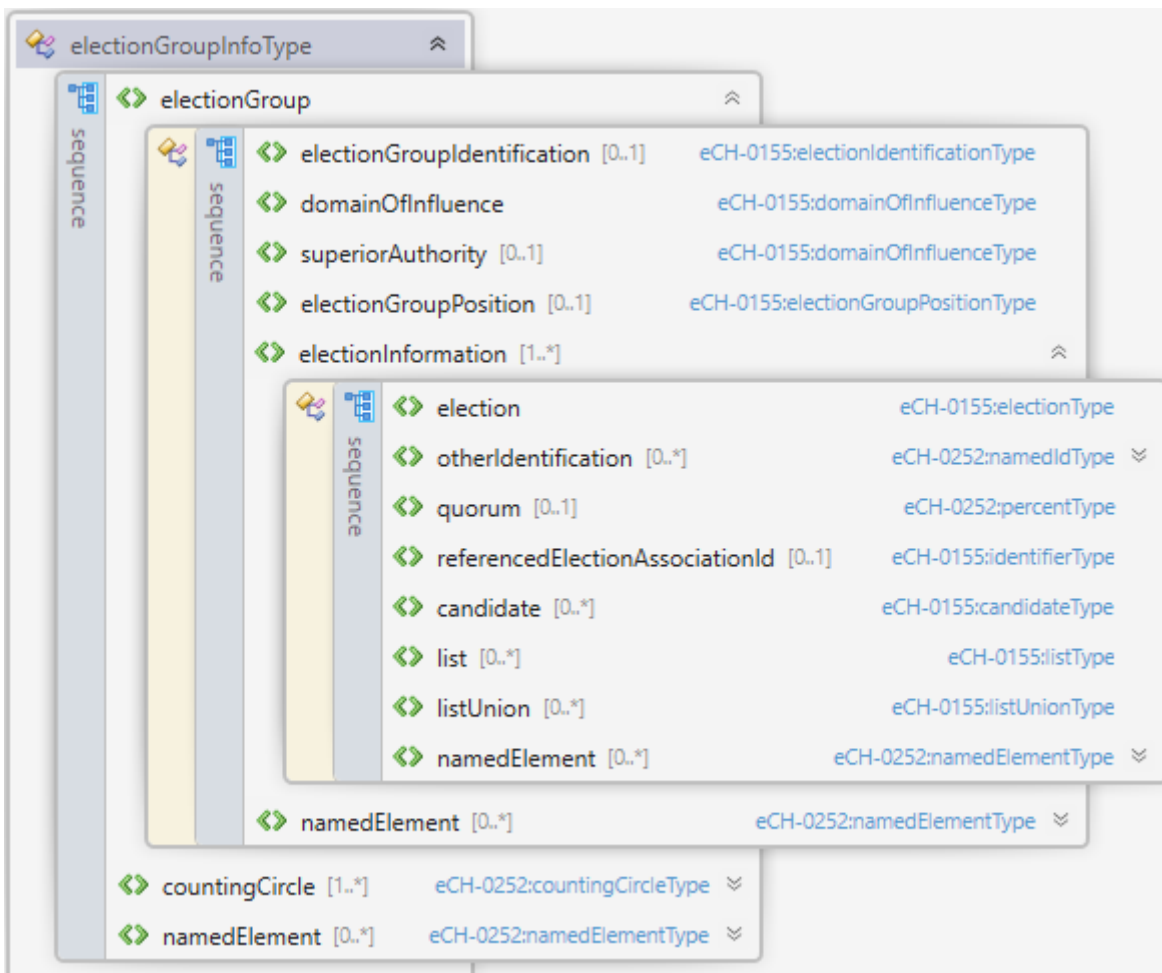 electionGroupInfoType
sequence
electionGroup
sequence
electionGroupIdentification [0..1] eCH-0155:electionIdentificationType
domainOfInfluence eCH-0155:domainOfInfluenceType
superiorAuthority [0..1] eCH-0155:domainOfInfluenceType
electionGroupPosition [0..1] eCH-0155:electionGroupPositionType
electionInformation [1..*]
sequence
election eCH-0155:electionType
otherIdentification [0..*] eCH-0252:namedIdType
quorum [0..1] eCH-0252:percentType
referencedElectionAssociationId [0..1] eCH-0155:identifierType
candidate [0..*] eCH-0155:candidateType
list [0..*] eCH-0155:listType
listUnion [0..*] eCH-0155:listUnionType
namedElement [0..*] eCH-0252:namedElementType
namedElement [0..*] eCH-0252:namedElementType
countingCircle [1..*] eCH-0252:countingCircleType
namedElement [0..*] eCH-0252:namedElementType